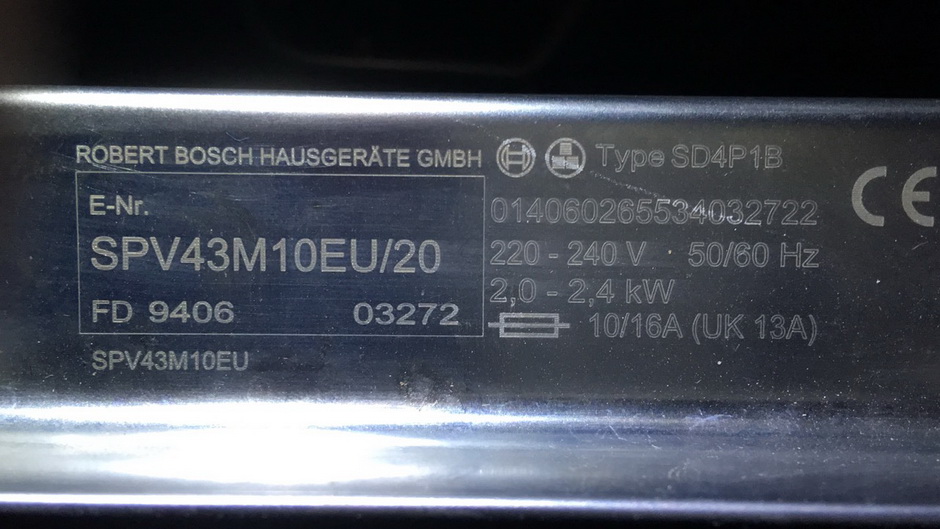 ROBERT BOSCH HAUSGERÄTE GMBH Type SD4P1B
E-Nr.
SPV43M10EU/20
FD 9406 03272
SPV43M10EU
014060265534032722
220 - 240 V 50/60 Hz
2,0 - 2,4 kW
10/16A (UK 13A)
CE